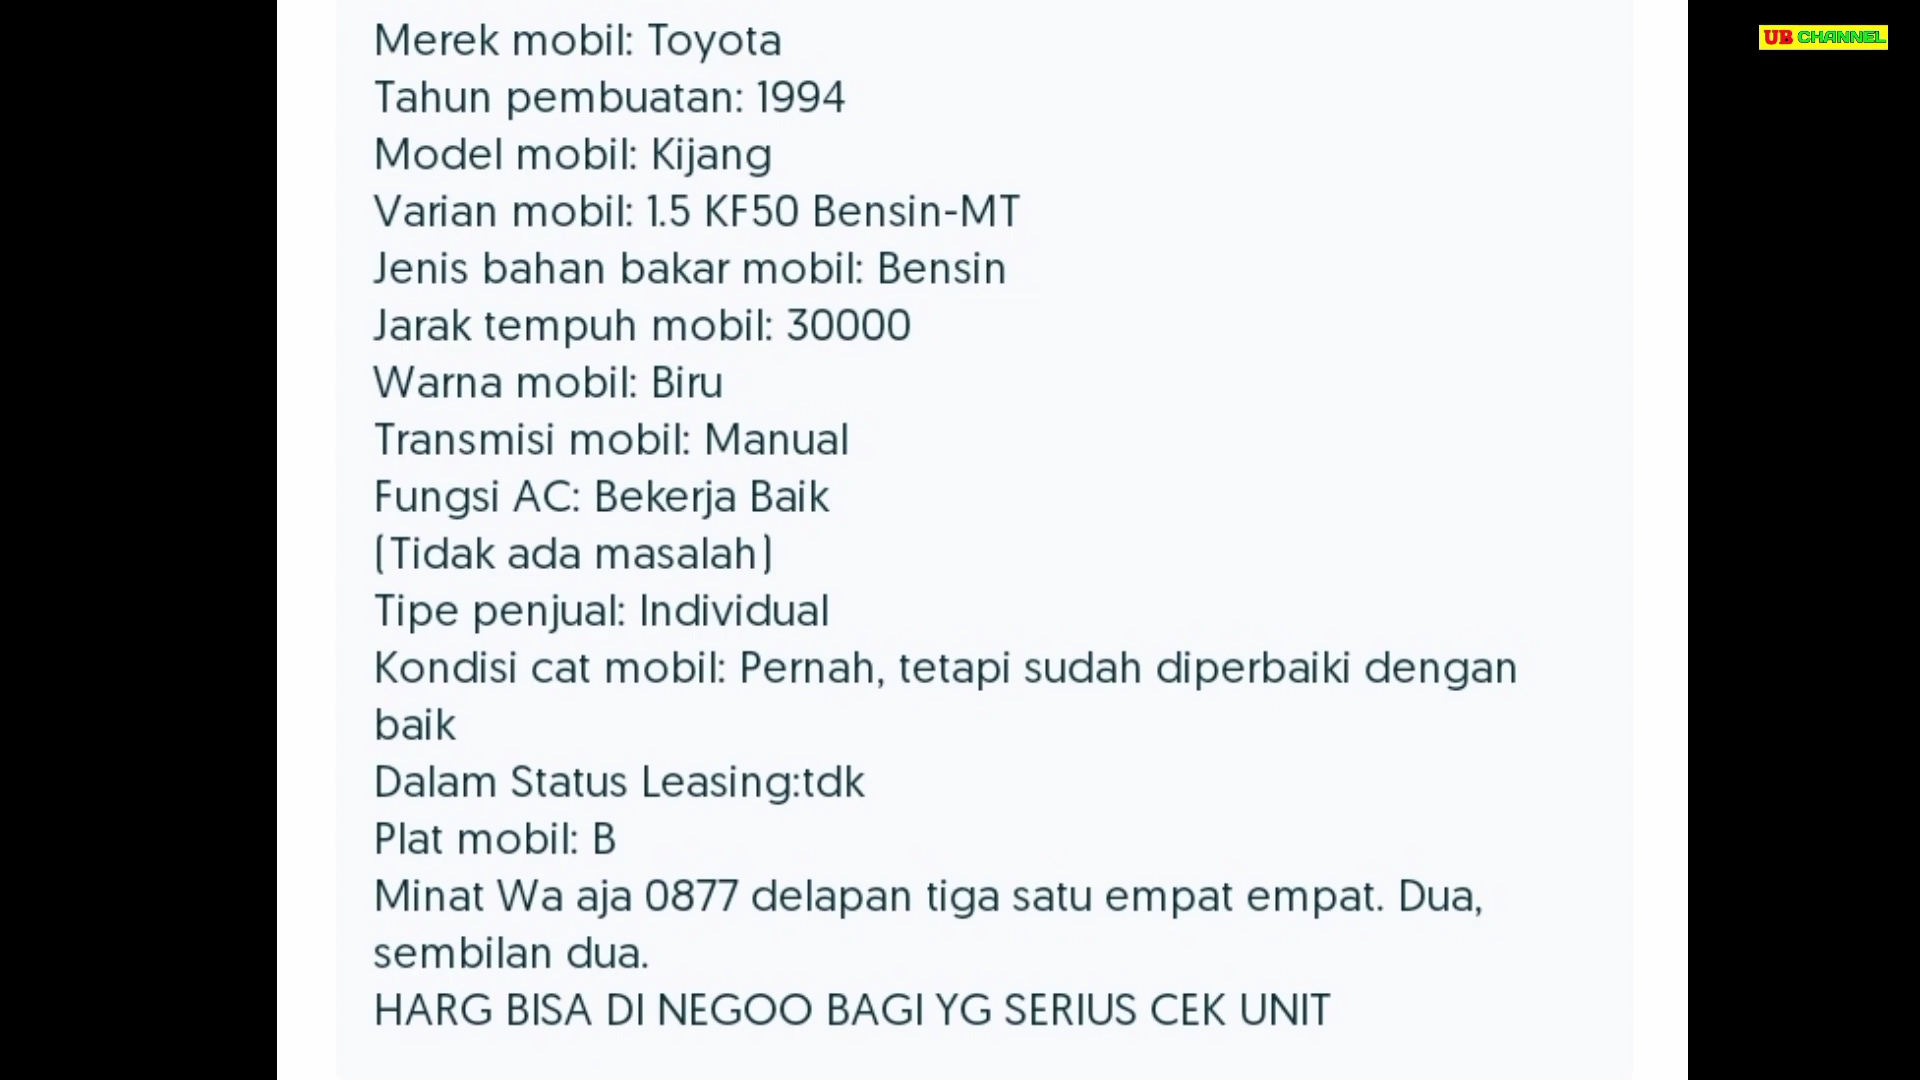 Merek mobil: Toyota
UB CHANNEL
Tahun pembuatan: 1994
Model mobil: Kijang
Varian mobil: 1.5 KF50 Bensin-MT
Jenis bahan bakar mobil: Bensin
Jarak tempuh mobil: 30000
Warna mobil: Biru
Transmisi mobil: Manual
Fungsi AC: Bekerja Baik
(Tidak ada masalah)
Tipe penjual: Individual
Kondisi cat mobil: Pernah, tetapi sudah diperbaiki dengan
baik
Dalam Status Leasing:tdk
Plat mobil: B
Minat Wa aja 0877 delapan tiga satu empat empat. Dua,
sembilan dua.
HARG BISA DI NEGOO BAGI YG SERIUS CEK UNIT